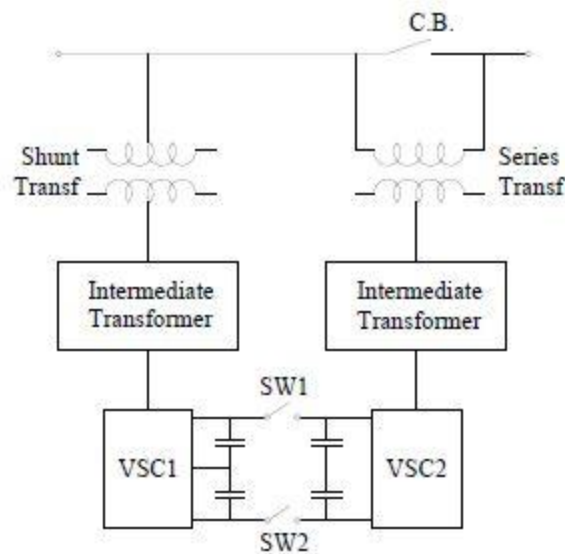 C.B.
Shunt
Transf
Series
Transf
Intermediate
Transformer
Intermediate
Transformer
SW1
VSC1
VSC2
SW2